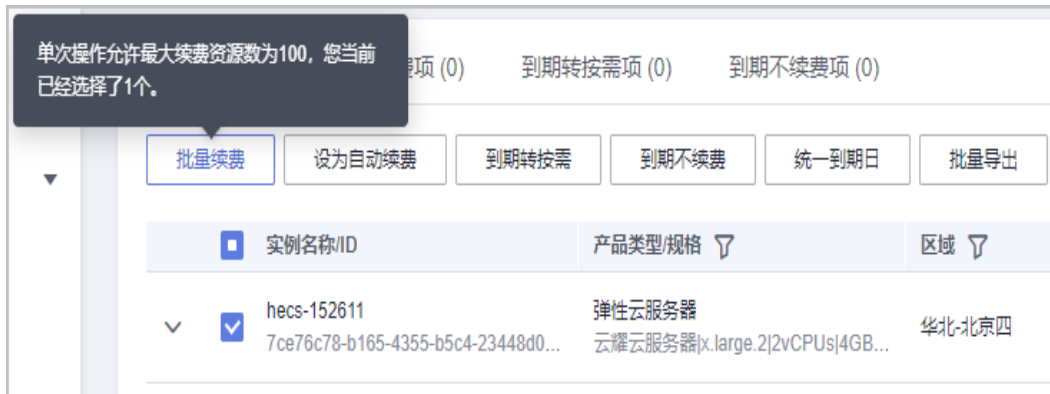 单次操作允许最大续费资源数为100，您当前
已经选择了1个。
项 (0)
到期转按需项 (0)
到期不续费项 (0)
批量续费
设为自动续费
到期转按需
到期不续费
统一到期日
批量导出
实例名称/ID
产品类型/规格
区域
hecs-152611
弹性云服务器
华北-北京四
7ce76c78-b165-4355-b5c4-23448d0...
云耀云服务器|x.large.2|2vCPUs|4GB...